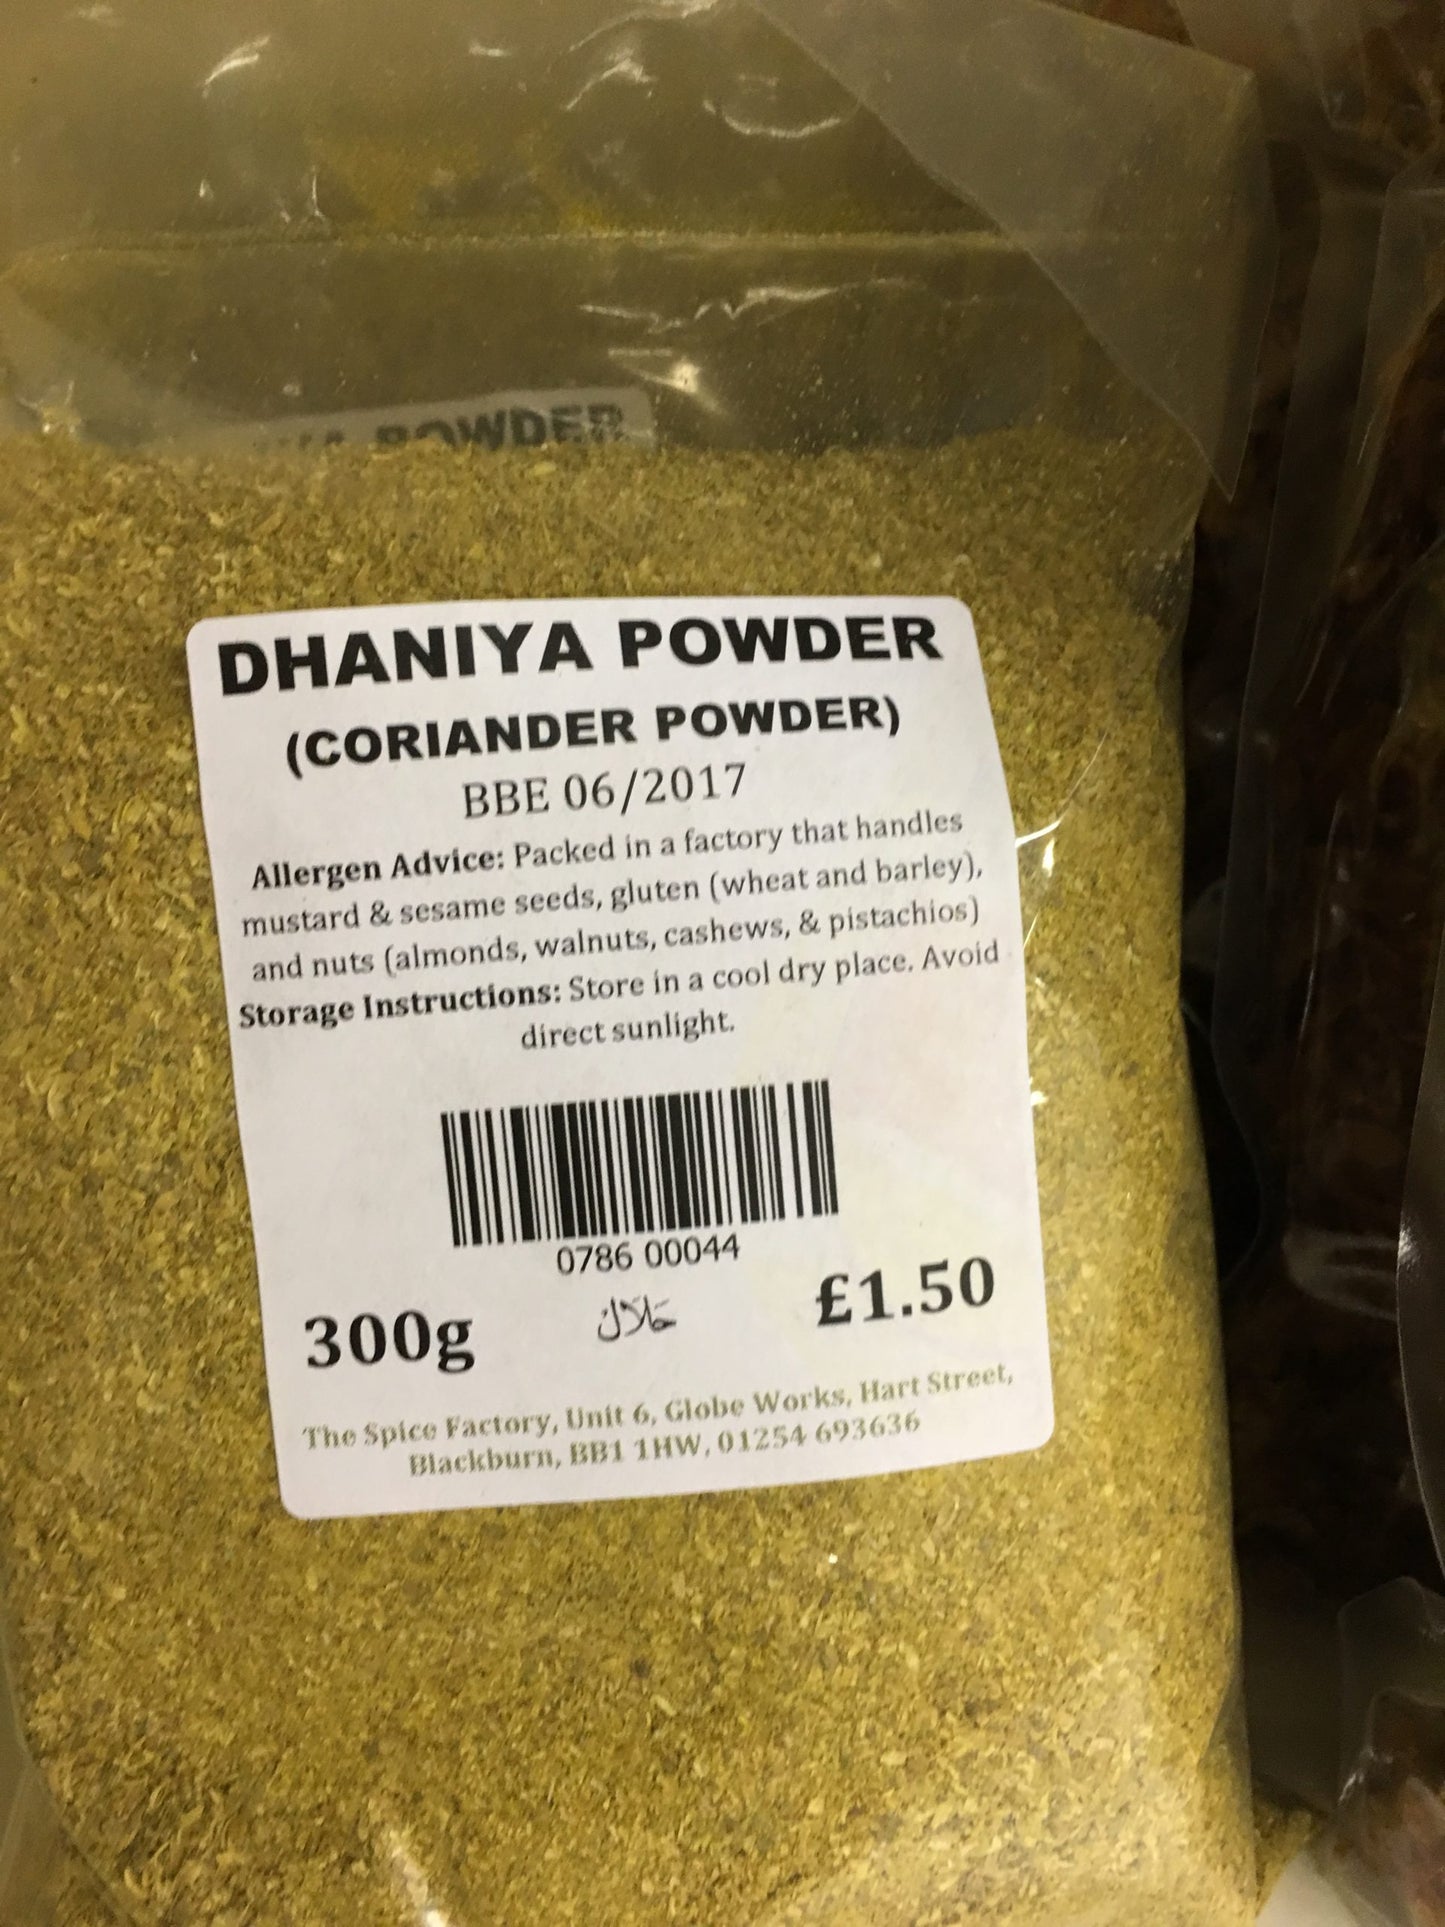 POWDER
DHANIYA POWDER
(CORIANDER POWDER)
BBE 06/2017
Allergen Advice: Packed in a factory that handles
mustard & sesame seeds, gluten (wheat and barley),
and nuts (almonds, walnuts, cashews, & pistachios)
Storage Instructions: Store in a cool dry place. Avoid
direct sunlight.
0786 00044
300g حلال £1.50
The Spice Factory, Unit 6, Globe Works, Hart Street,
Blackburn, BB1 1HW, 01254 693636